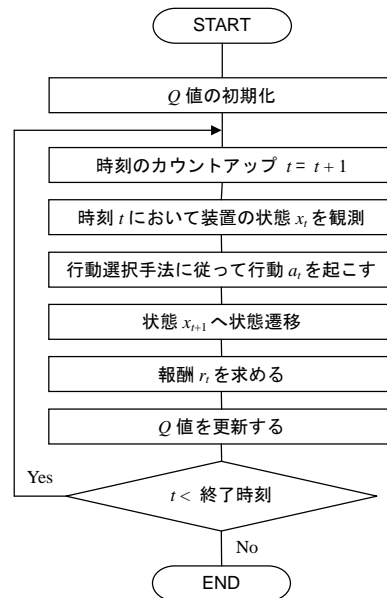 START
Q 値の初期化
時刻のカウントアップ t = t + 1
時刻 t において装置の状態 xt を観測
行動選択手法に従って行動 at を起こす
状態 xt+1 へ状態遷移
報酬 rt を求める
Q 値を更新する
Yes
t < 終了時刻
No
END